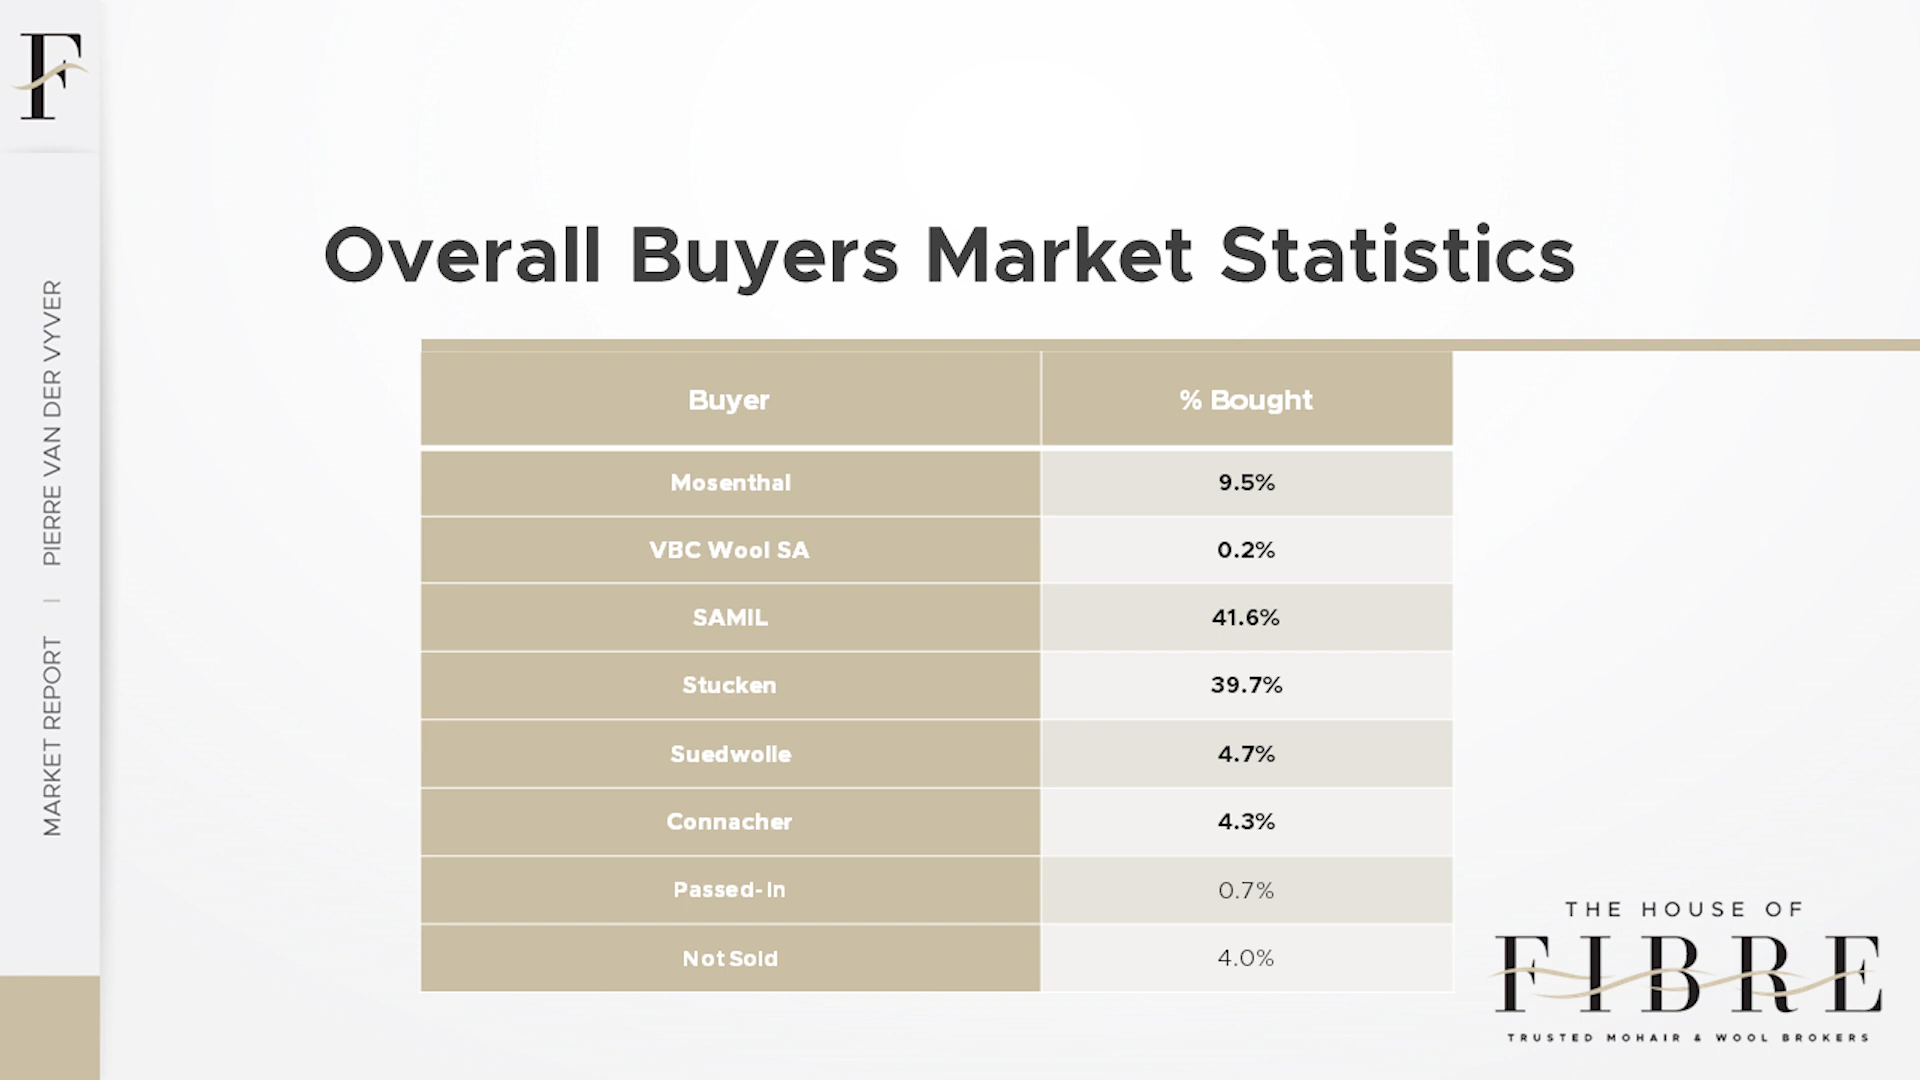 F
MARKET REPORT | PIERRE VAN DER VYVER
Overall Buyers Market Statistics
Buyer % Bought
Mosenthal 9.5%
VBC Wool SA 0.2%
SAMIL 41.6%
Stucken 39.7%
Suedwolle 4.7%
Connacher 4.3%
Passed-In 0.7%
Not Sold 4.0%
THE HOUSE OF
FIBRE
TRUSTED MOHAIR & WOOL BROKERS